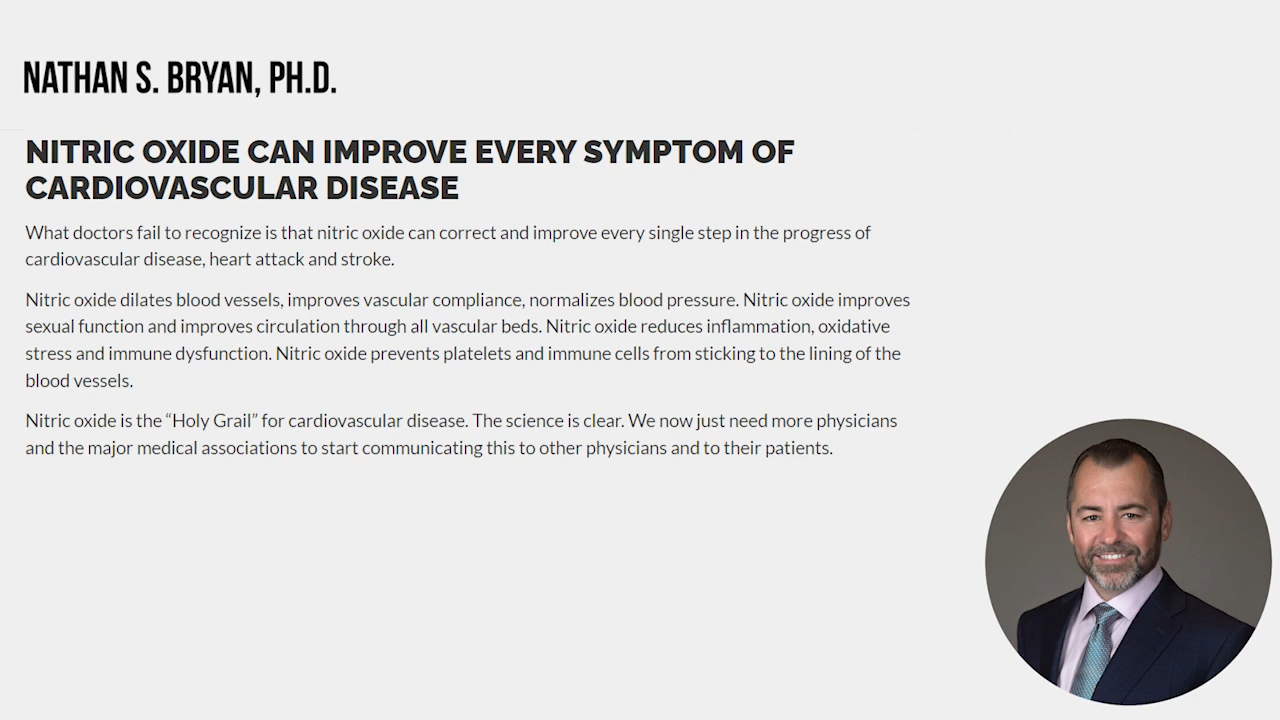 NATHAN S. BRYAN, PH.D.
NITRIC OXIDE CAN IMPROVE EVERY SYMPTOM OF
CARDIOVASCULAR DISEASE
What doctors fail to recognize is that nitric oxide can correct and improve every single step in the progress of
cardiovascular disease, heart attack and stroke.
Nitric oxide dilates blood vessels, improves vascular compliance, normalizes blood pressure. Nitric oxide improves
sexual function and improves circulation through all vascular beds. Nitric oxide reduces inflammation, oxidative
stress and immune dysfunction. Nitric oxide prevents platelets and immune cells from sticking to the lining of the
blood vessels.
Nitric oxide is the “Holy Grail” for cardiovascular disease. The science is clear. We now just need more physicians
and the major medical associations to start communicating this to other physicians and to their patients.